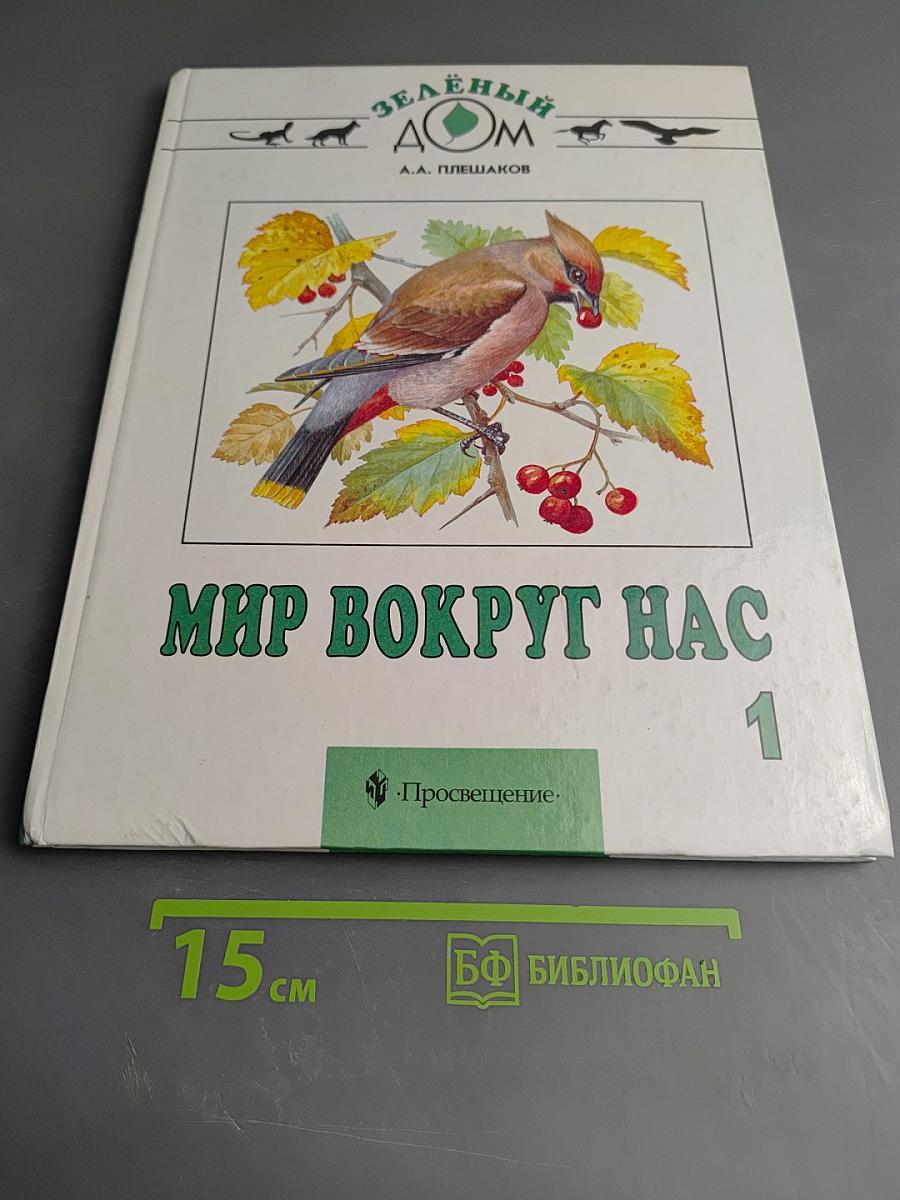 ЗЕЛЁНЫЙ
ДОМ
А.А. ПЛЕШАКОВ
МИР ВОКРУГ НАС
1
·Просвещение·
15 см
БФ БИБЛИОФАН